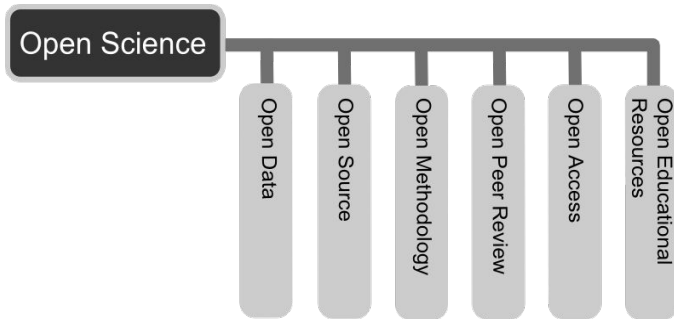 Open Science
Open Data
Open Source
Open Methodology
Open Peer Review
Open Access
Open Educational
Resources